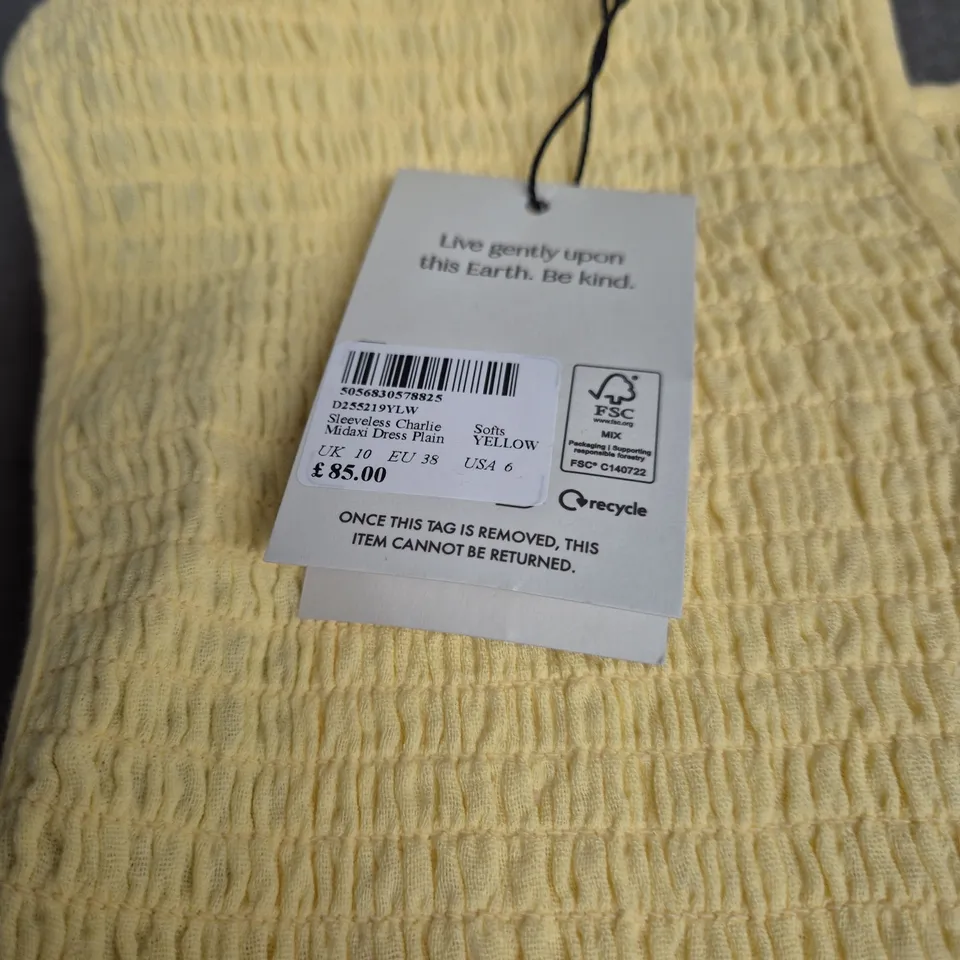 Live gently upon
this Earth. Be kind.
5056830578825
D255219YLW
Sleeveless Charlie Softs
Midaxi Dress Plain YELLOW
UK 10 EU 38 USA 6
£ 85.00
FSC
www.fsc.org
MIX
Packaging | Supporting
responsible forestry
FSC® C140722
recycle
ONCE THIS TAG IS REMOVED, THIS
ITEM CANNOT BE RETURNED.